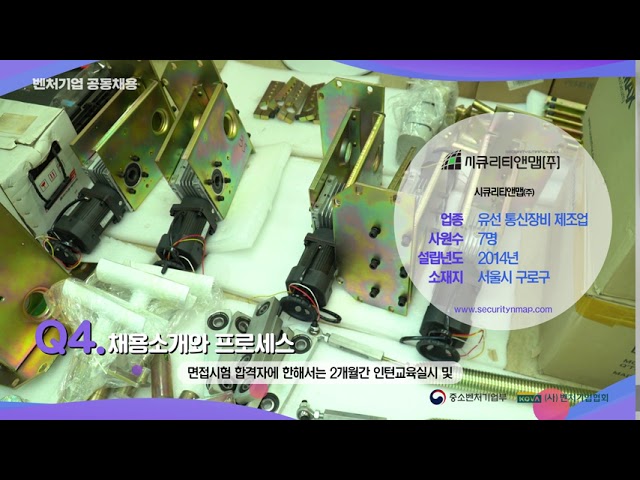 벤처기업 공동채용
시큐리티앤맵[주]
시큐리티앤맵(주)
업종 유선 통신장비 제조업
사원수 7명
설립년도 2014년
소재지 서울시 구로구
www.securitynmap.com
Q4.채용소개와 프로세스
면접시험 합격자에 한해서는 2개월간 인턴교육실시 및
중소벤처기업부 KOVA (사)벤처기업협회